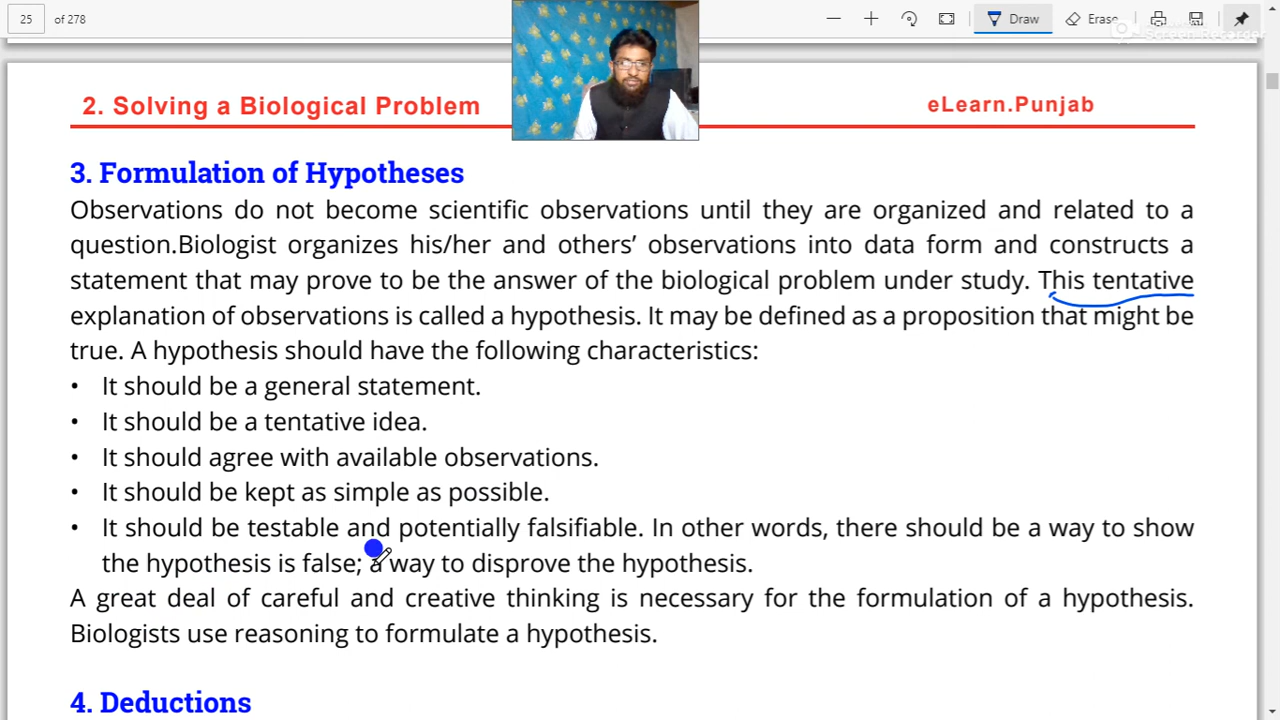 25 of 278
Draw
Erase
Screen Recorder
2. Solving a Biological Problem
eLearn.Punjab
3. Formulation of Hypotheses
Observations do not become scientific observations until they are organized and related to a
question.Biologist organizes his/her and others’ observations into data form and constructs a
statement that may prove to be the answer of the biological problem under study. This tentative
explanation of observations is called a hypothesis. It may be defined as a proposition that might be
true. A hypothesis should have the following characteristics:
• It should be a general statement.
• It should be a tentative idea.
• It should agree with available observations.
• It should be kept as simple as possible.
• It should be testable and potentially falsifiable. In other words, there should be a way to show
the hypothesis is false; a way to disprove the hypothesis.
A great deal of careful and creative thinking is necessary for the formulation of a hypothesis.
Biologists use reasoning to formulate a hypothesis.
4. Deductions